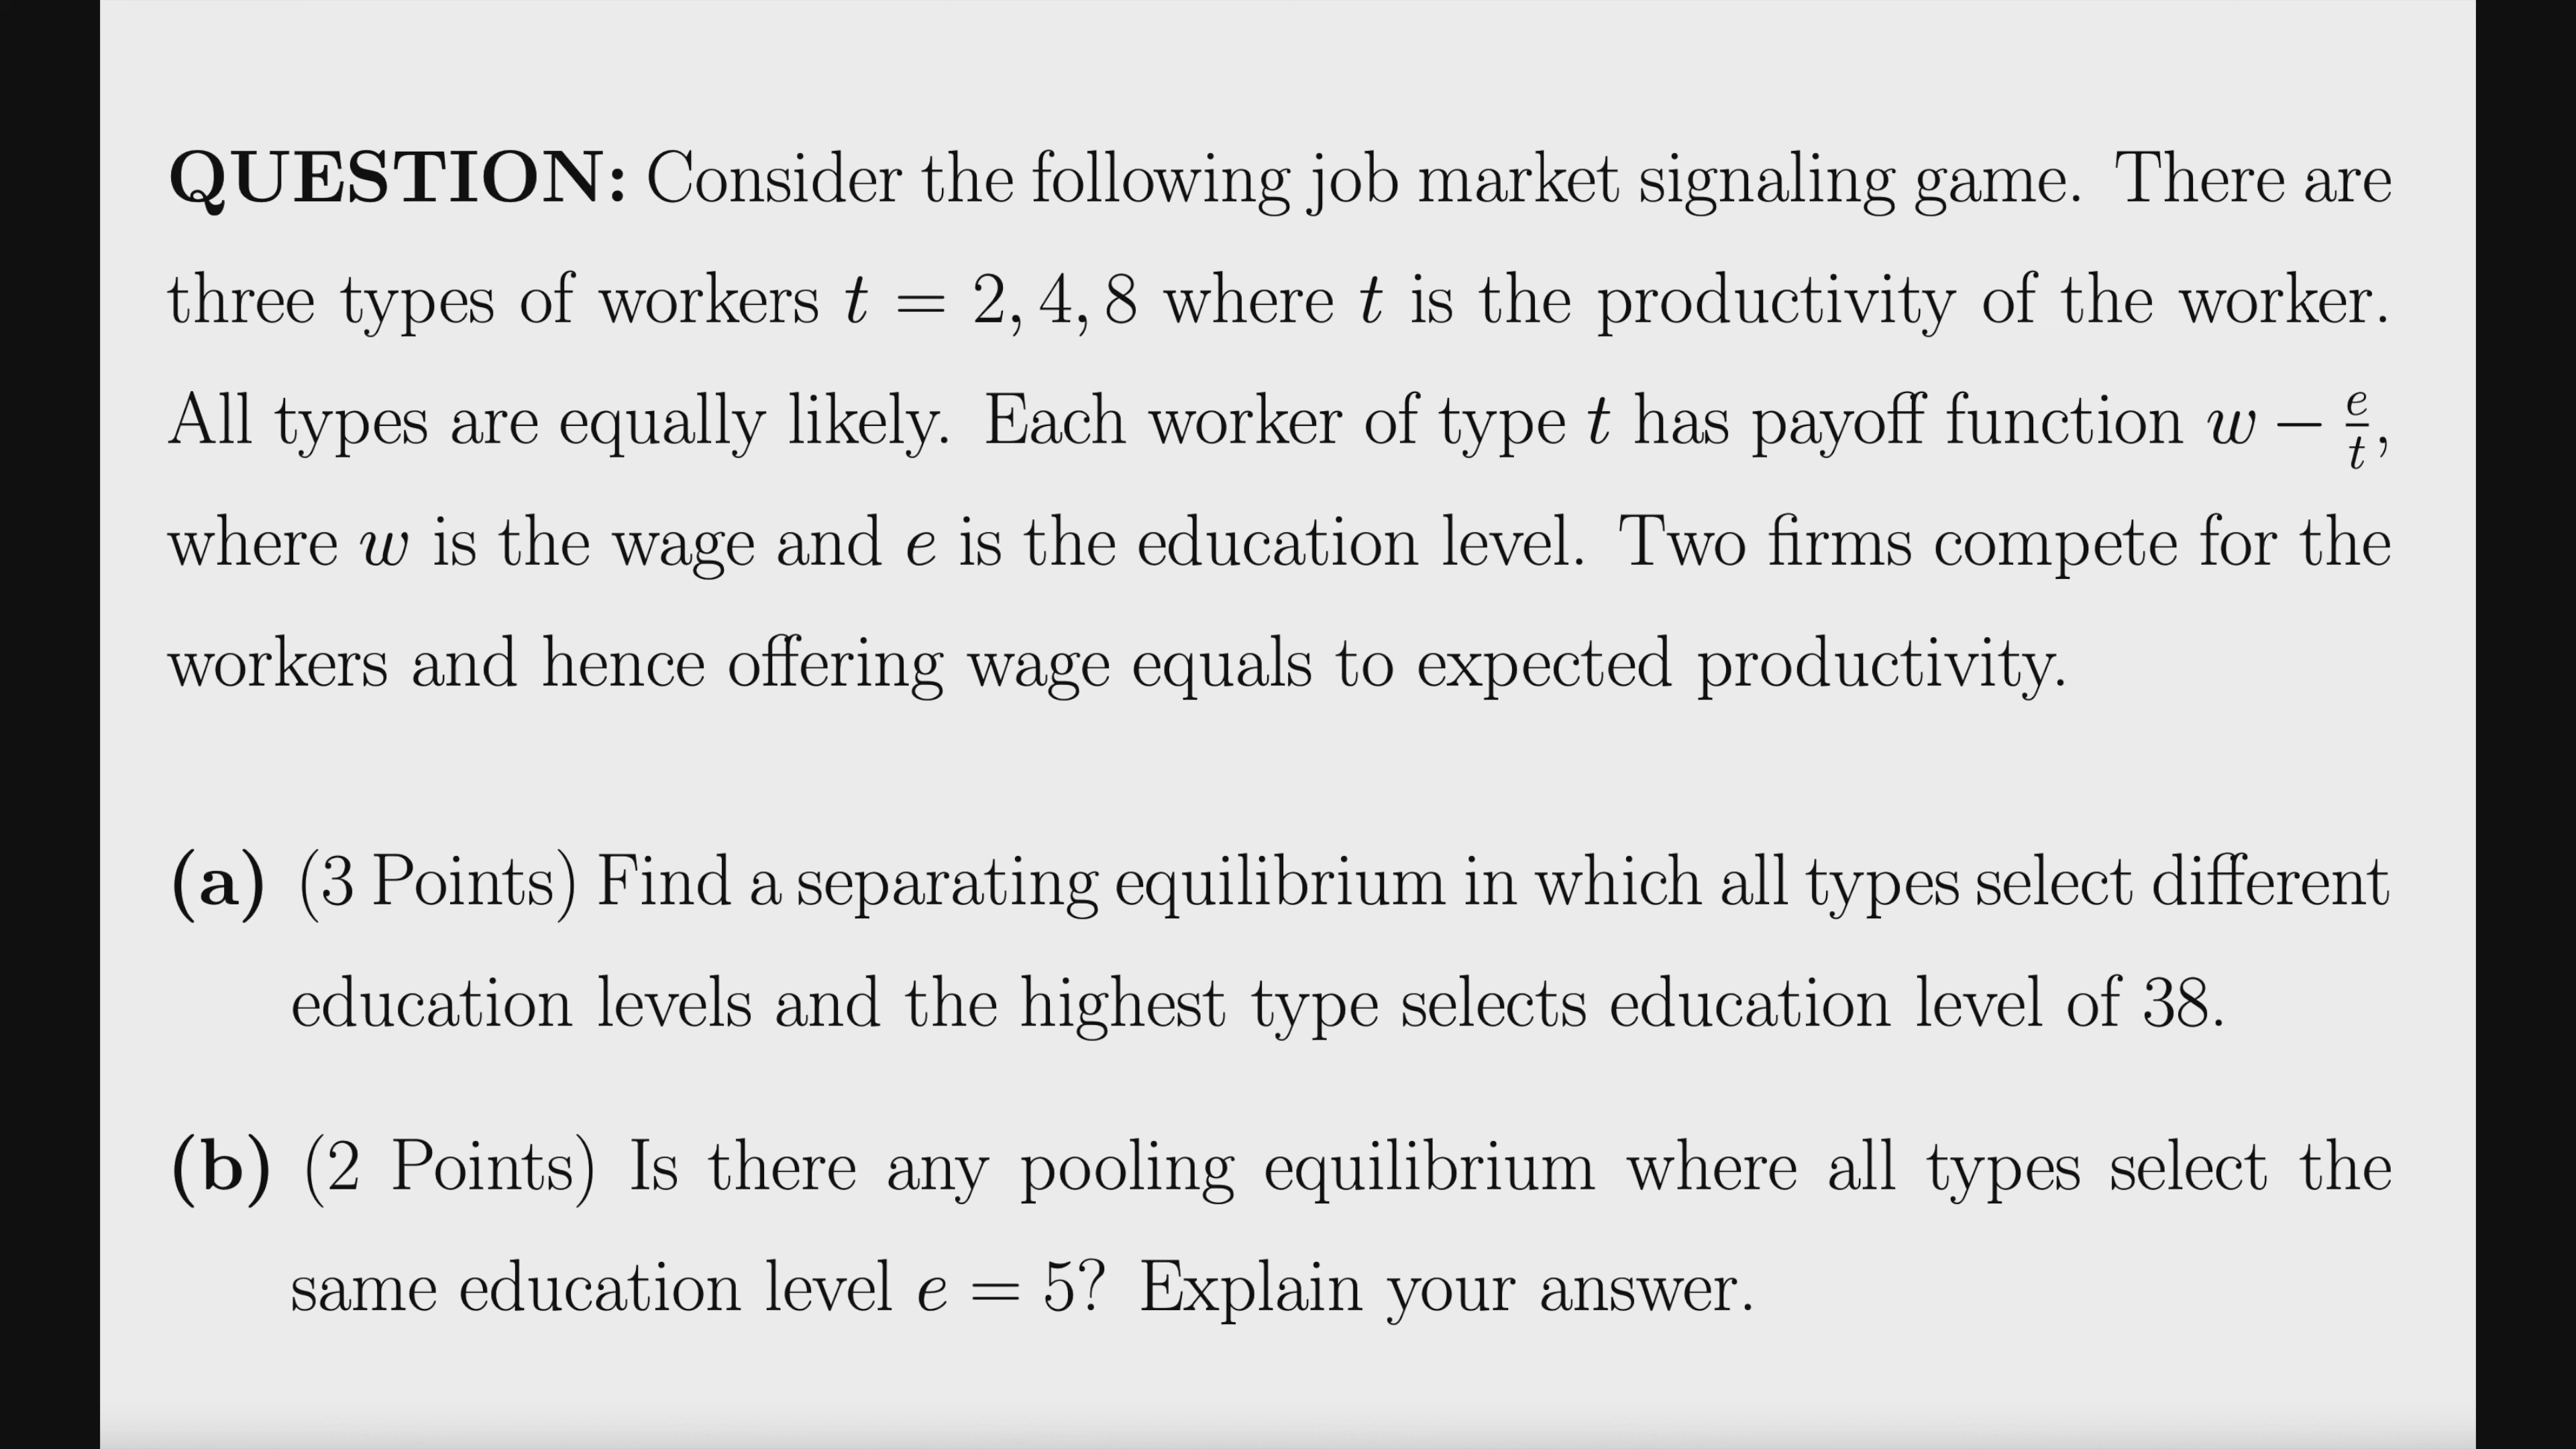 QUESTION: Consider the following job market signaling game. There are
three types of workers t = 2, 4, 8 where t is the productivity of the worker.
All types are equally likely. Each worker of type t has payoff function w − e/t,
where w is the wage and e is the education level. Two firms compete for the
workers and hence offering wage equals to expected productivity.
(a) (3 Points) Find a separating equilibrium in which all types select different
education levels and the highest type selects education level of 38.
(b) (2 Points) Is there any pooling equilibrium where all types select the
same education level e = 5? Explain your answer.